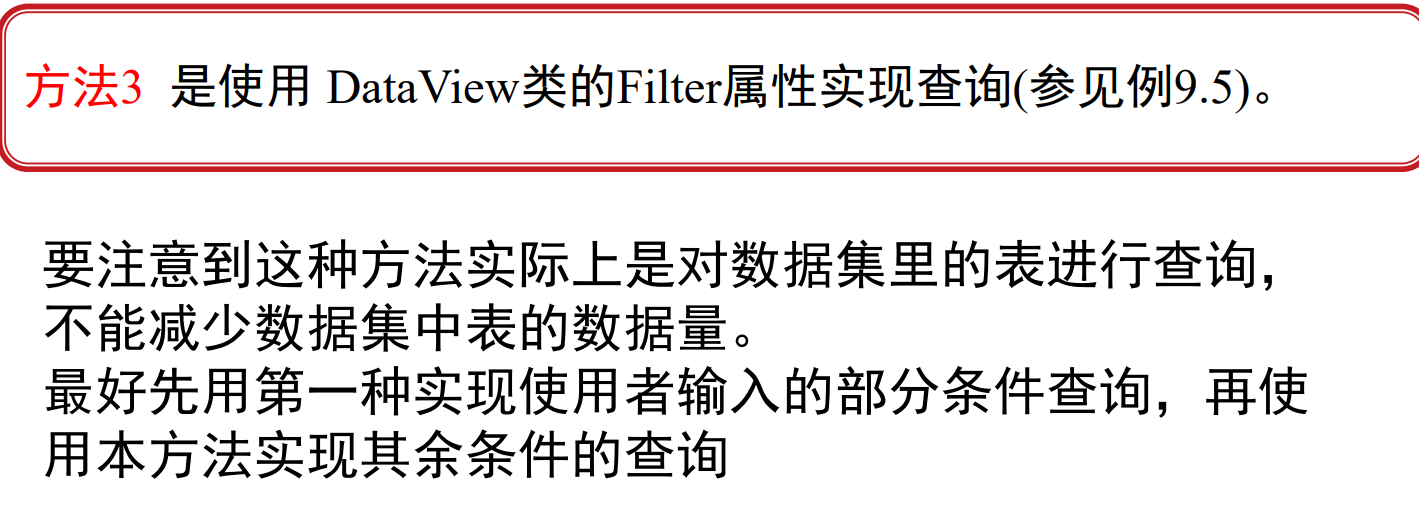 方法3 是使用 DataView类的Filter属性实现查询(参见例9.5)。
要注意到这种方法实际上是对数据集里的表进行查询，
不能减少数据集中表的数据量。
最好先用第一种实现使用者输入的部分条件查询，再使
用本方法实现其余条件的查询